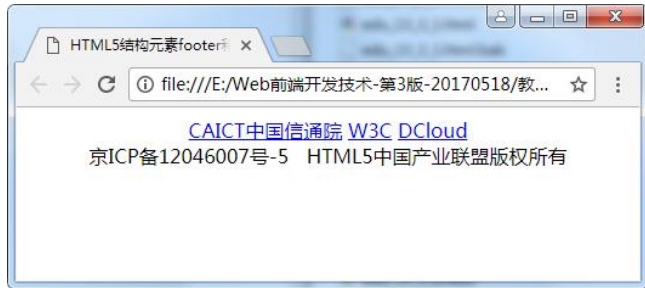 HTML5结构元素footer
file:///E:/Web前端开发技术-第3版-20170518/教...
CAICT中国信通院 W3C DCloud
京ICP备12046007号-5 HTML5中国产业联盟版权所有